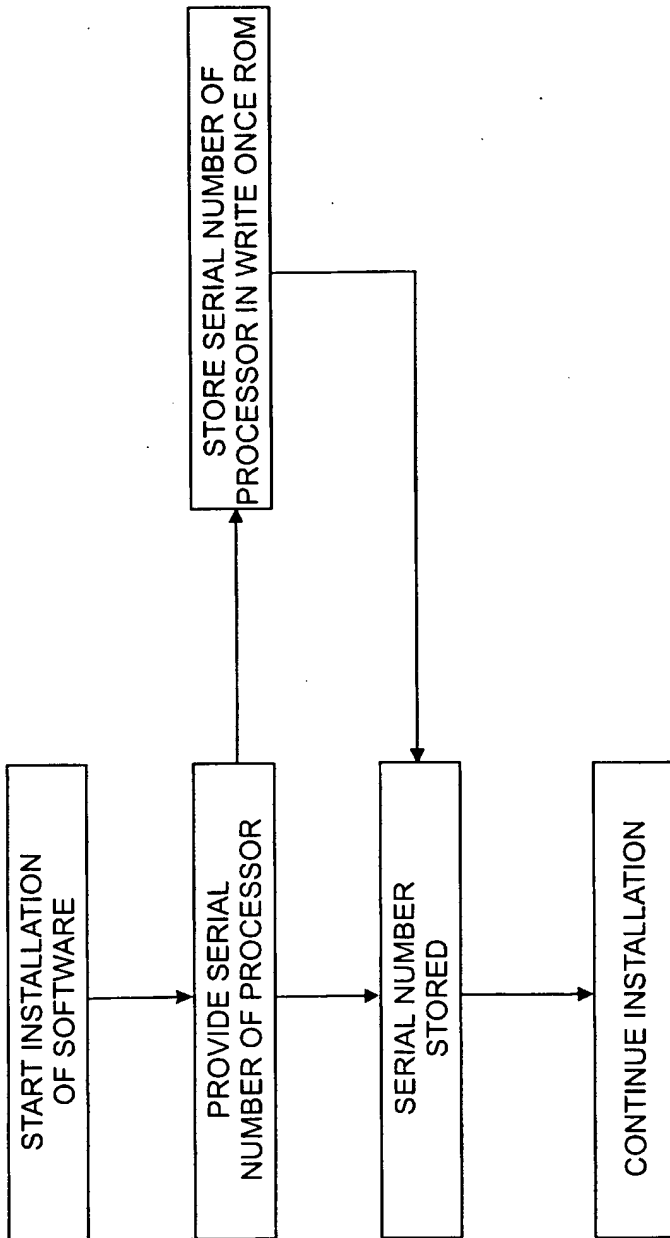 START INSTALLATION
OF SOFTWARE
PROVIDE SERIAL
NUMBER OF PROCESSOR
STORE SERIAL NUMBER OF
PROCESSOR IN WRITE ONCE ROM
SERIAL NUMBER
STORED
CONTINUE INSTALLATION